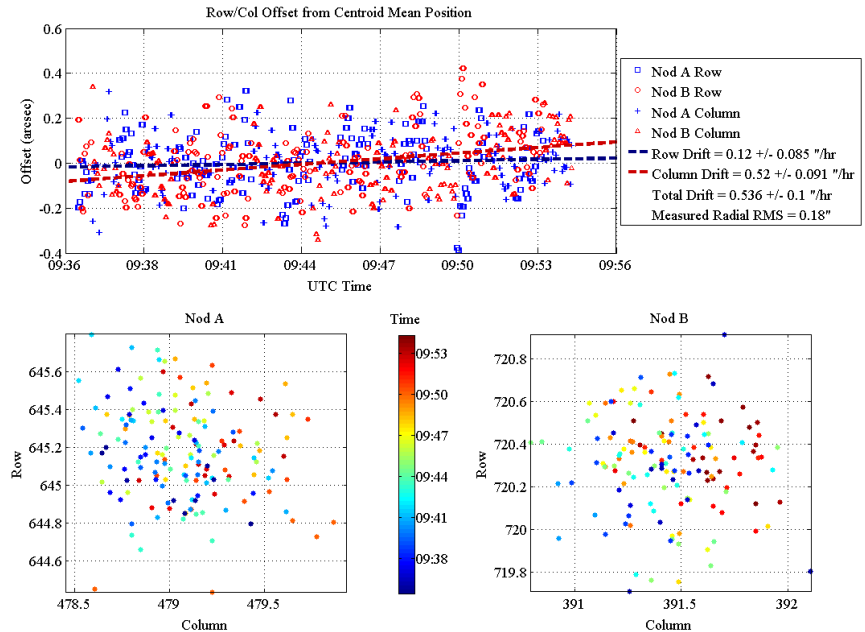 Row/Col Offset from Centroid Mean Position
0.6
0.4
0.2
0
-0.2
-0.4
Offset (arcsec)
09:36 09:38 09:41 09:44 09:47 09:50 09:53 09:56
UTC Time
Nod A Row
Nod B Row
Nod A Column
Nod B Column
Row Drift = 0.12 +/- 0.085 "/hr
Column Drift = 0.52 +/- 0.091 "/hr
Total Drift = 0.536 +/- 0.1 "/hr
Measured Radial RMS = 0.18"
Nod A
645.6
645.4
645.2
645
644.8
644.6
Row
478.5 479 479.5
Column
Time
09:53
09:50
09:47
09:44
09:41
09:38
Nod B
720.8
720.6
720.4
720.2
720
719.8
Row
391 391.5 392
Column